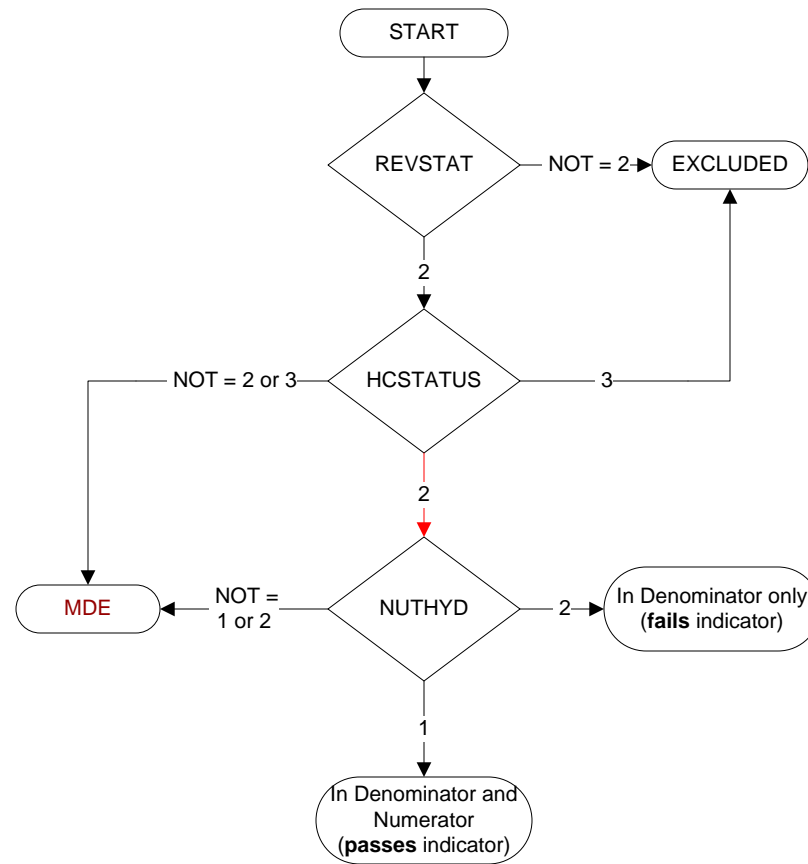 START
REVSTAT
NOT = 2
EXCLUDED
2
NOT = 2 or 3
HCSTATUS
3
2
MDE
NOT =
1 or 2
NUTHYD
2
In Denominator only
(fails indicator)
1
In Denominator and
Numerator
(passes indicator)